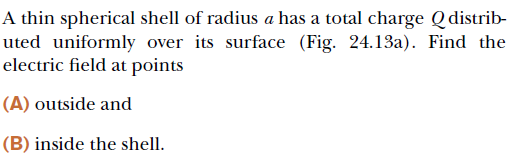 A thin spherical shell of radius a has a total charge Q distrib-
uted uniformly over its surface (Fig. 24.13a). Find the
electric field at points
(A) outside and
(B) inside the shell.